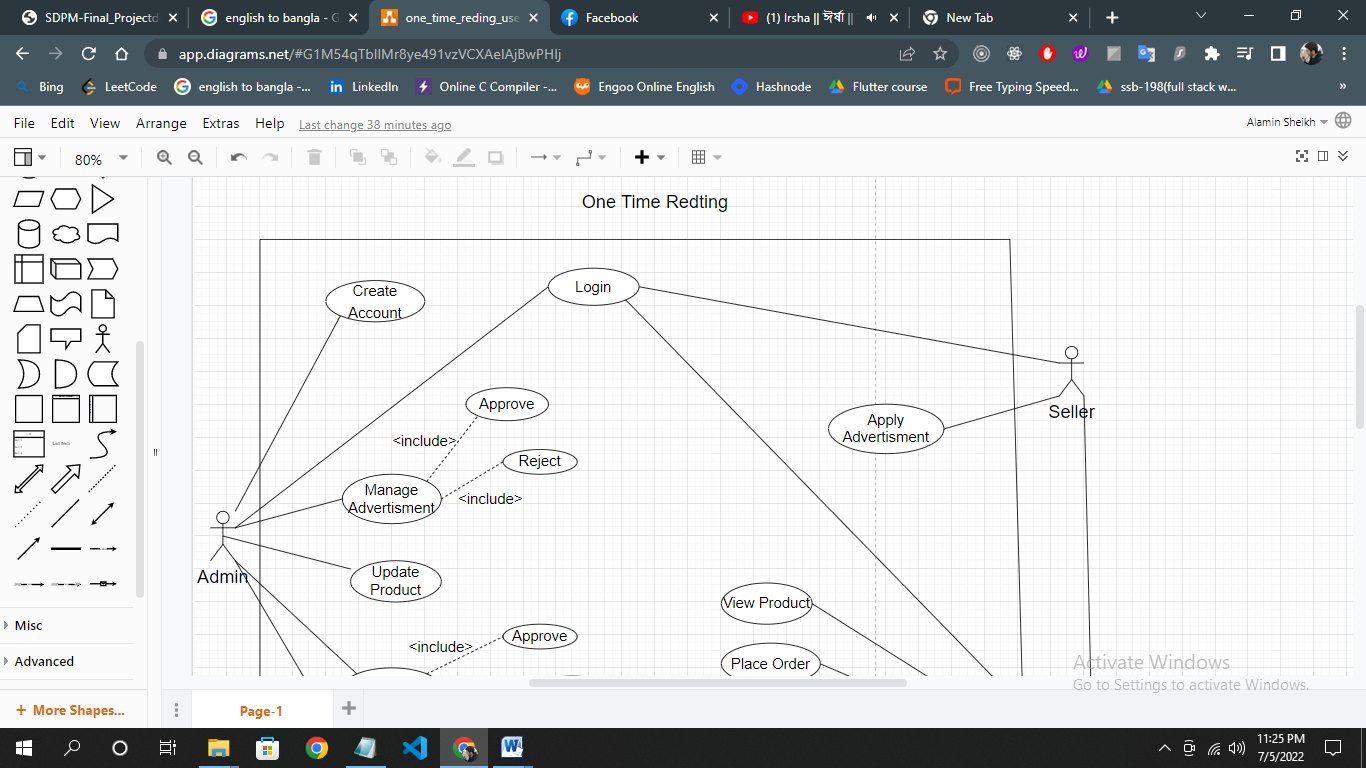 SDPM-Final_Projectd
english to bangla - G
one_time_reding_use
Facebook
(1) Irsha || ঈর্ষা ||
New Tab
app.diagrams.net/#G1M54qTbIlMr8ye491vzVCXAeIAjBwPHIj
Bing
LeetCode
english to bangla -...
LinkedIn
Online C Compiler -...
Engoo Online English
Hashnode
Flutter course
Free Typing Speed...
ssb-198(full stack w...
»
File Edit View Arrange Extras Help Last change 38 minutes ago
Alamin Sheikh
80%
One Time Redting
Create
Account
Login
Approve
<include>
Reject
<include>
Manage
Advertisment
Apply
Advertisment
Seller
Admin
Update
Product
View Product
<include>
Approve
Place Order
Misc
Advanced
+ More Shapes...
Page-1
Activate Windows
Go to Settings to activate Windows.
11:25 PM
7/5/2022